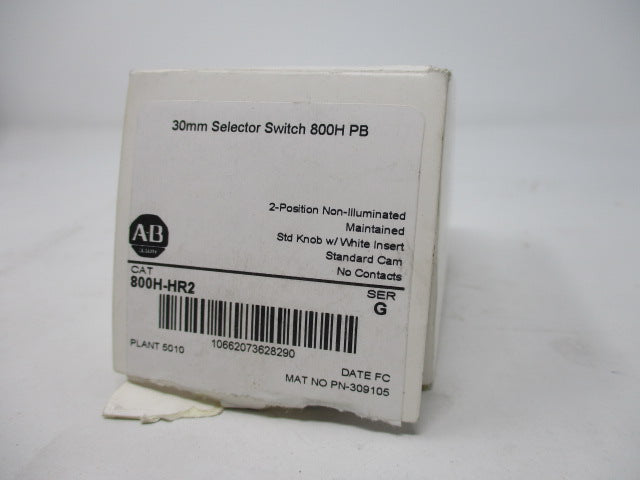 30mm Selector Switch 800H PB
2-Position Non-Illuminated
Maintained
Std Knob w/ White Insert
Standard Cam
No Contacts
AB
CAT
800H-HR2
SER
G
10662073628290
PLANT 5010
DATE FC
MAT NO PN-309105